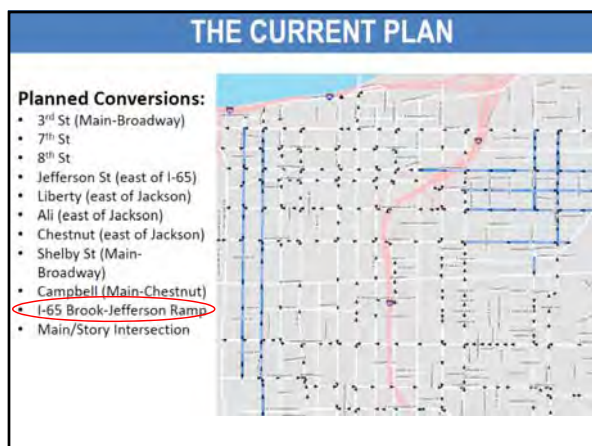 THE CURRENT PLAN
Planned Conversions:
• 3rd St (Main-Broadway)
• 7th St
• 8th St
• Jefferson St (east of I-65)
• Liberty (east of Jackson)
• Ali (east of Jackson)
• Chestnut (east of Jackson)
• Shelby St (Main-
Broadway)
• Campbell (Main-Chestnut)
• I-65 Brook-Jefferson Ramp
• Main/Story Intersection